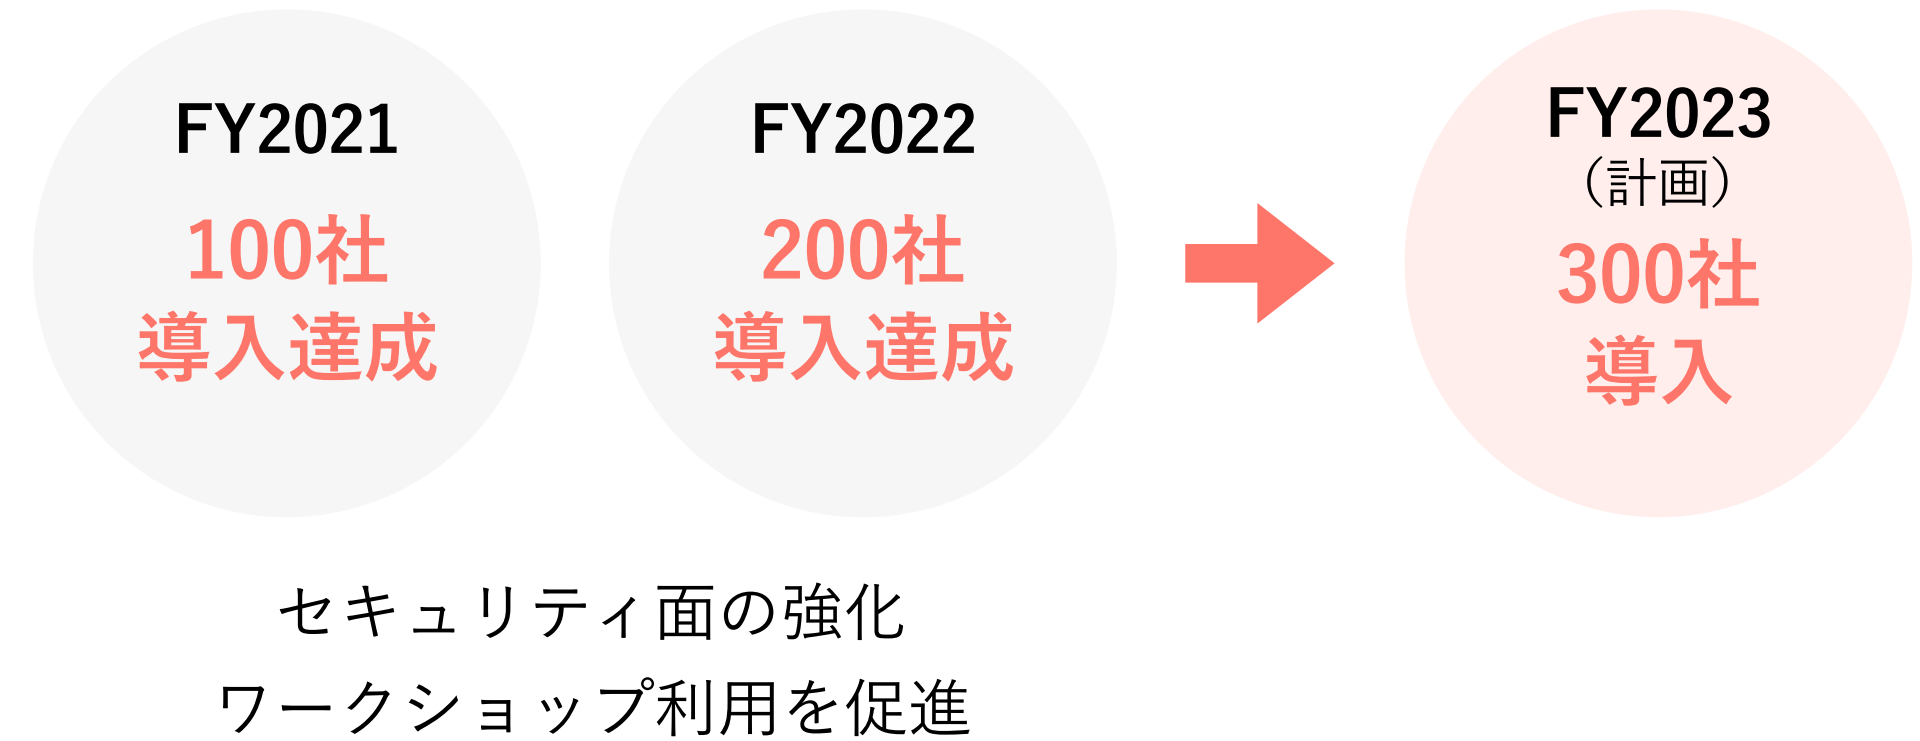 FY2021
100社
導入達成
FY2022
200社
導入達成
FY2023
（計画）
300社
導入
セキュリティ面の強化
ワークショップ利用を促進